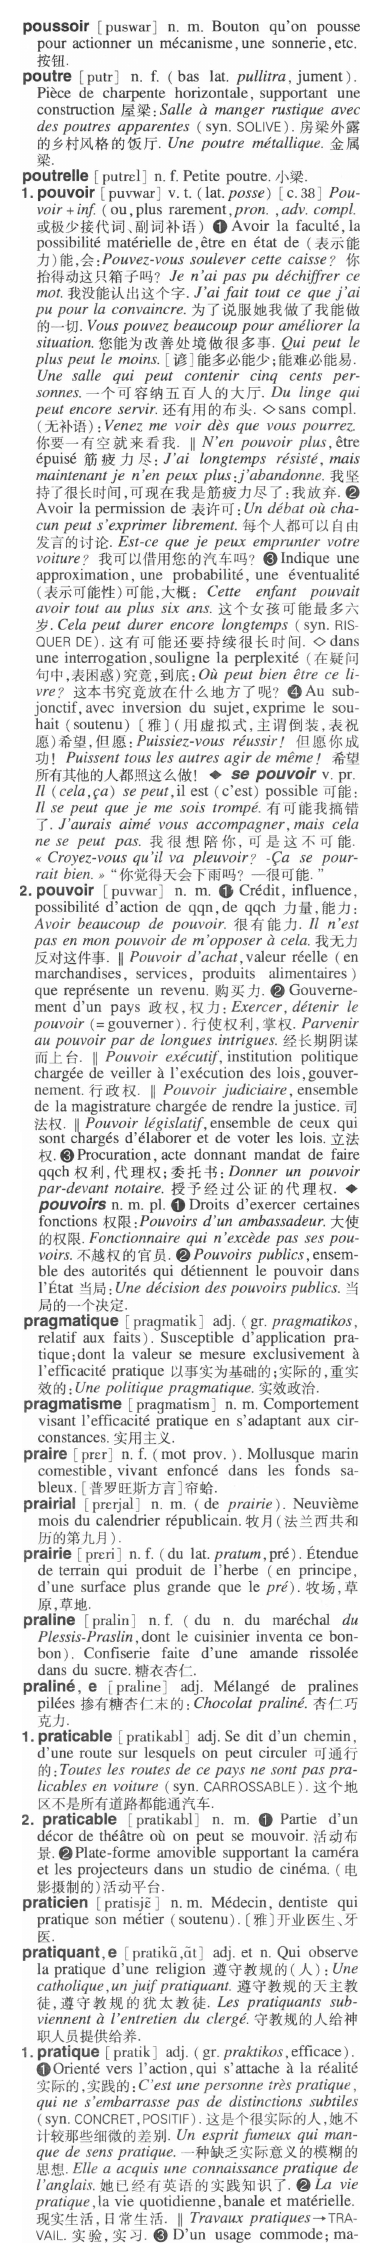 poussoir [puswar] n. m. Bouton qu'on pousse
pour actionner un mécanisme, une sonnerie, etc.
按钮.
poutre [putr] n. f. (bas lat. pullitra, jument).
Pièce de charpente horizontale, supportant une
construction 屋梁: Salle à manger rustique avec
des poutres apparentes (syn. SOLIVE). 房梁外露
的乡村风格的饭厅. Une poutre métallique. 金属
梁.
poutrelle [putrɛl] n. f. Petite poutre. 小梁.
1. pouvoir [puvwar] v. t. (lat. posse) [c. 38] Pou-
voir + inf. (ou, plus rarement, pron., adv. compl.
或极少接代词、副词补语) ❶ Avoir la faculté, la
possibilité matérielle de, être en état de (表示能
力)能,会: Pouvez-vous soulever cette caisse? 你
抬得动这只箱子吗? Je n'ai pas pu déchiffrer ce
mot. 我没能认出这个字. J'ai fait tout ce que j'ai
pu pour la convaincre. 为了说服她我做了我能做
的一切. Vous pouvez beaucoup pour améliorer la
situation. 您能为改善处境做很多事. Qui peut le
plus peut le moins. [谚]能多必能少;能难必能易.
Une salle qui peut contenir cinq cents per-
sonnes. 一个可容纳五百人的大厅. Du linge qui
peut encore servir. 还有用的布头. ◇ sans compl.
(无补语): Venez me voir dès que vous pourrez.
你要一有空就来看我. ‖ N'en pouvoir plus, être
épuisé 筋疲力尽: J'ai longtemps résisté, mais
maintenant je n'en peux plus: j'abandonne. 我坚
持了很长时间,可现在我是筋疲力尽了:我放弃. ❷
Avoir la permission de 表许可: Un débat où cha-
cun peut s'exprimer librement. 每个人都可以自由
发言的讨论. Est-ce que je peux emprunter votre
voiture? 我可以借用您的汽车吗? ❸ Indique une
approximation, une probabilité, une éventualité
(表示可能性)可能,大概: Cette enfant pouvait
avoir tout au plus six ans. 这个女孩可能最多六
岁. Cela peut durer encore longtemps (syn. RIS-
QUER DE). 这有可能还要持续很长时间. ◇ dans
une interrogation, souligne la perplexité (在疑问
句中,表困惑)究竟,到底: Où peut bien être ce li-
vre? 这本书究竟放在什么地方了呢? ❹ Au sub-
jonctif, avec inversion du sujet, exprime le sou-
hait (soutenu) [雅](用虚拟式,主谓倒装,表祝
愿)希望,但愿: Puissiez-vous réussir! 但愿你成
功! Puissent tous les autres agir de même! 希望
所有其他的人都照这么做! ◆ se pouvoir v. pr.
Il (cela, ça) se peut, il est (c'est) possible 可能:
Il se peut que je me sois trompé. 有可能我搞错
了. J'aurais aimé vous accompagner, mais cela
ne se peut pas. 我很想陪你, 可是这不可能.
« Croyez-vous qu'il va pleuvoir? -Ça se pour-
rait bien. » “你觉得天会下雨吗? —很可能.”
2. pouvoir [puvwar] n. m. ❶ Crédit, influence,
possibilité d'action de qqn, de qqch 力量,能力:
Avoir beaucoup de pouvoir. 很有能力. Il n'est
pas en mon pouvoir de m'opposer à cela. 我无力
反对这件事. ‖ Pouvoir d'achat, valeur réelle (en
marchandises, services, produits alimentaires)
que représente un revenu. 购买力. ❷ Gouverne-
ment d'un pays 政权,权力: Exercer, détenir le
pouvoir (= gouverner). 行使权利,掌权. Parvenir
au pouvoir par de longues intrigues. 经长期阴谋
而上台. ‖ Pouvoir exécutif, institution politique
chargée de veiller à l'exécution des lois, gouver-
nement. 行政权. ‖ Pouvoir judiciaire, ensemble
de la magistrature chargée de rendre la justice. 司
法权. ‖ Pouvoir législatif, ensemble de ceux qui
sont chargés d'élaborer et de voter les lois. 立法
权. ❸ Procuration, acte donnant mandat de faire
qqch 权利,代理权;委托书: Donner un pouvoir
par-devant notaire. 授予经过公证的代理权. ◆
pouvoirs n. m. pl. ❶ Droits d'exercer certaines
fonctions 权限: Pouvoirs d'un ambassadeur. 大使
的权限. Fonctionnaire qui n'excède pas ses pou-
voirs. 不越权的官员. ❷ Pouvoirs publics, ensem-
ble des autorités qui détiennent le pouvoir dans
l'État 当局: Une décision des pouvoirs publics. 当
局的一个决定.
pragmatique [pragmatik] adj. (gr. pragmatikos,
relatif aux faits). Susceptible d'application pra-
tique; dont la valeur se mesure exclusivement à
l'efficacité pratique 以事实为基础的;实际的,重实
效的: Une politique pragmatique. 实效政治.
pragmatisme [pragmatism] n. m. Comportement
visant l'efficacité pratique en s'adaptant aux cir-
constances. 实用主义.
praire [prɛr] n. f. (mot prov.). Mollusque marin
comestible, vivant enfoncé dans les fonds sa-
bleux. [普罗旺斯方言]帘蛤.
prairial [prɛrjal] n. m. (de prairie). Neuvième
mois du calendrier républicain. 牧月(法兰西共和
历的第九月).
prairie [prɛri] n. f. (du lat. pratum, pré). Étendue
de terrain qui produit de l'herbe (en principe,
d'une surface plus grande que le pré). 牧场,草
原,草地.
praline [pralin] n. f. (du n. du maréchal du
Plessis-Praslin, dont le cuisinier inventa ce bon-
bon). Confiserie faite d'une amande rissolée
dans du sucre. 糖衣杏仁.
praliné, e [praline] adj. Mélangé de pralines
pilées 掺有糖杏仁末的: Chocolat praliné. 杏仁巧
克力.
1. praticable [pratikabl] adj. Se dit d'un chemin,
d'une route sur lesquels on peut circuler 可通行
的: Toutes les routes de ce pays ne sont pas pra-
licables en voiture (syn. CARROSSABLE). 这个地
区不是所有道路都能通汽车.
2. praticable [pratikabl] n. m. ❶ Partie d'un
décor de théâtre où on peut se mouvoir. 活动布
景. ❷ Plate-forme amovible supportant la caméra
et les projecteurs dans un studio de cinéma. (电
影摄制的)活动平台.
praticien [pratisjɛ̃] n. m. Médecin, dentiste qui
pratique son métier (soutenu). [雅]开业医生、牙
医.
pratiquant, e [pratikɑ̃, ɑ̃t] adj. et n. Qui observe
la pratique d'une religion 遵守教规的(人): Une
catholique, un juif pratiquant. 遵守教规的天主教
徒,遵守教规的犹太教徒. Les pratiquants sub-
viennent à l'entretien du clergé. 守教规的人给神
职人员提供给养.
1. pratique [pratik] adj. (gr. praktikos, efficace).
❶ Orienté vers l'action, qui s'attache à la réalité
实际的,实践的: C'est une personne très pratique,
qui ne s'embarrasse pas de distinctions subtiles
(syn. CONCRET, POSITIF). 这是个很实际的人,她不
计较那些细微的差别. Un esprit fumeux qui man-
que de sens pratique. 一种缺乏实际意义的模糊的
思想. Elle a acquis une connaissance pratique de
l'anglais. 她已经有英语的实践知识了. ❷ La vie
pratique, la vie quotidienne, banale et matérielle.
现实生活,日常生活. ‖ Travaux pratiques → TRA-
VAIL. 实验,实习. ❸ D'un usage commode; ma-